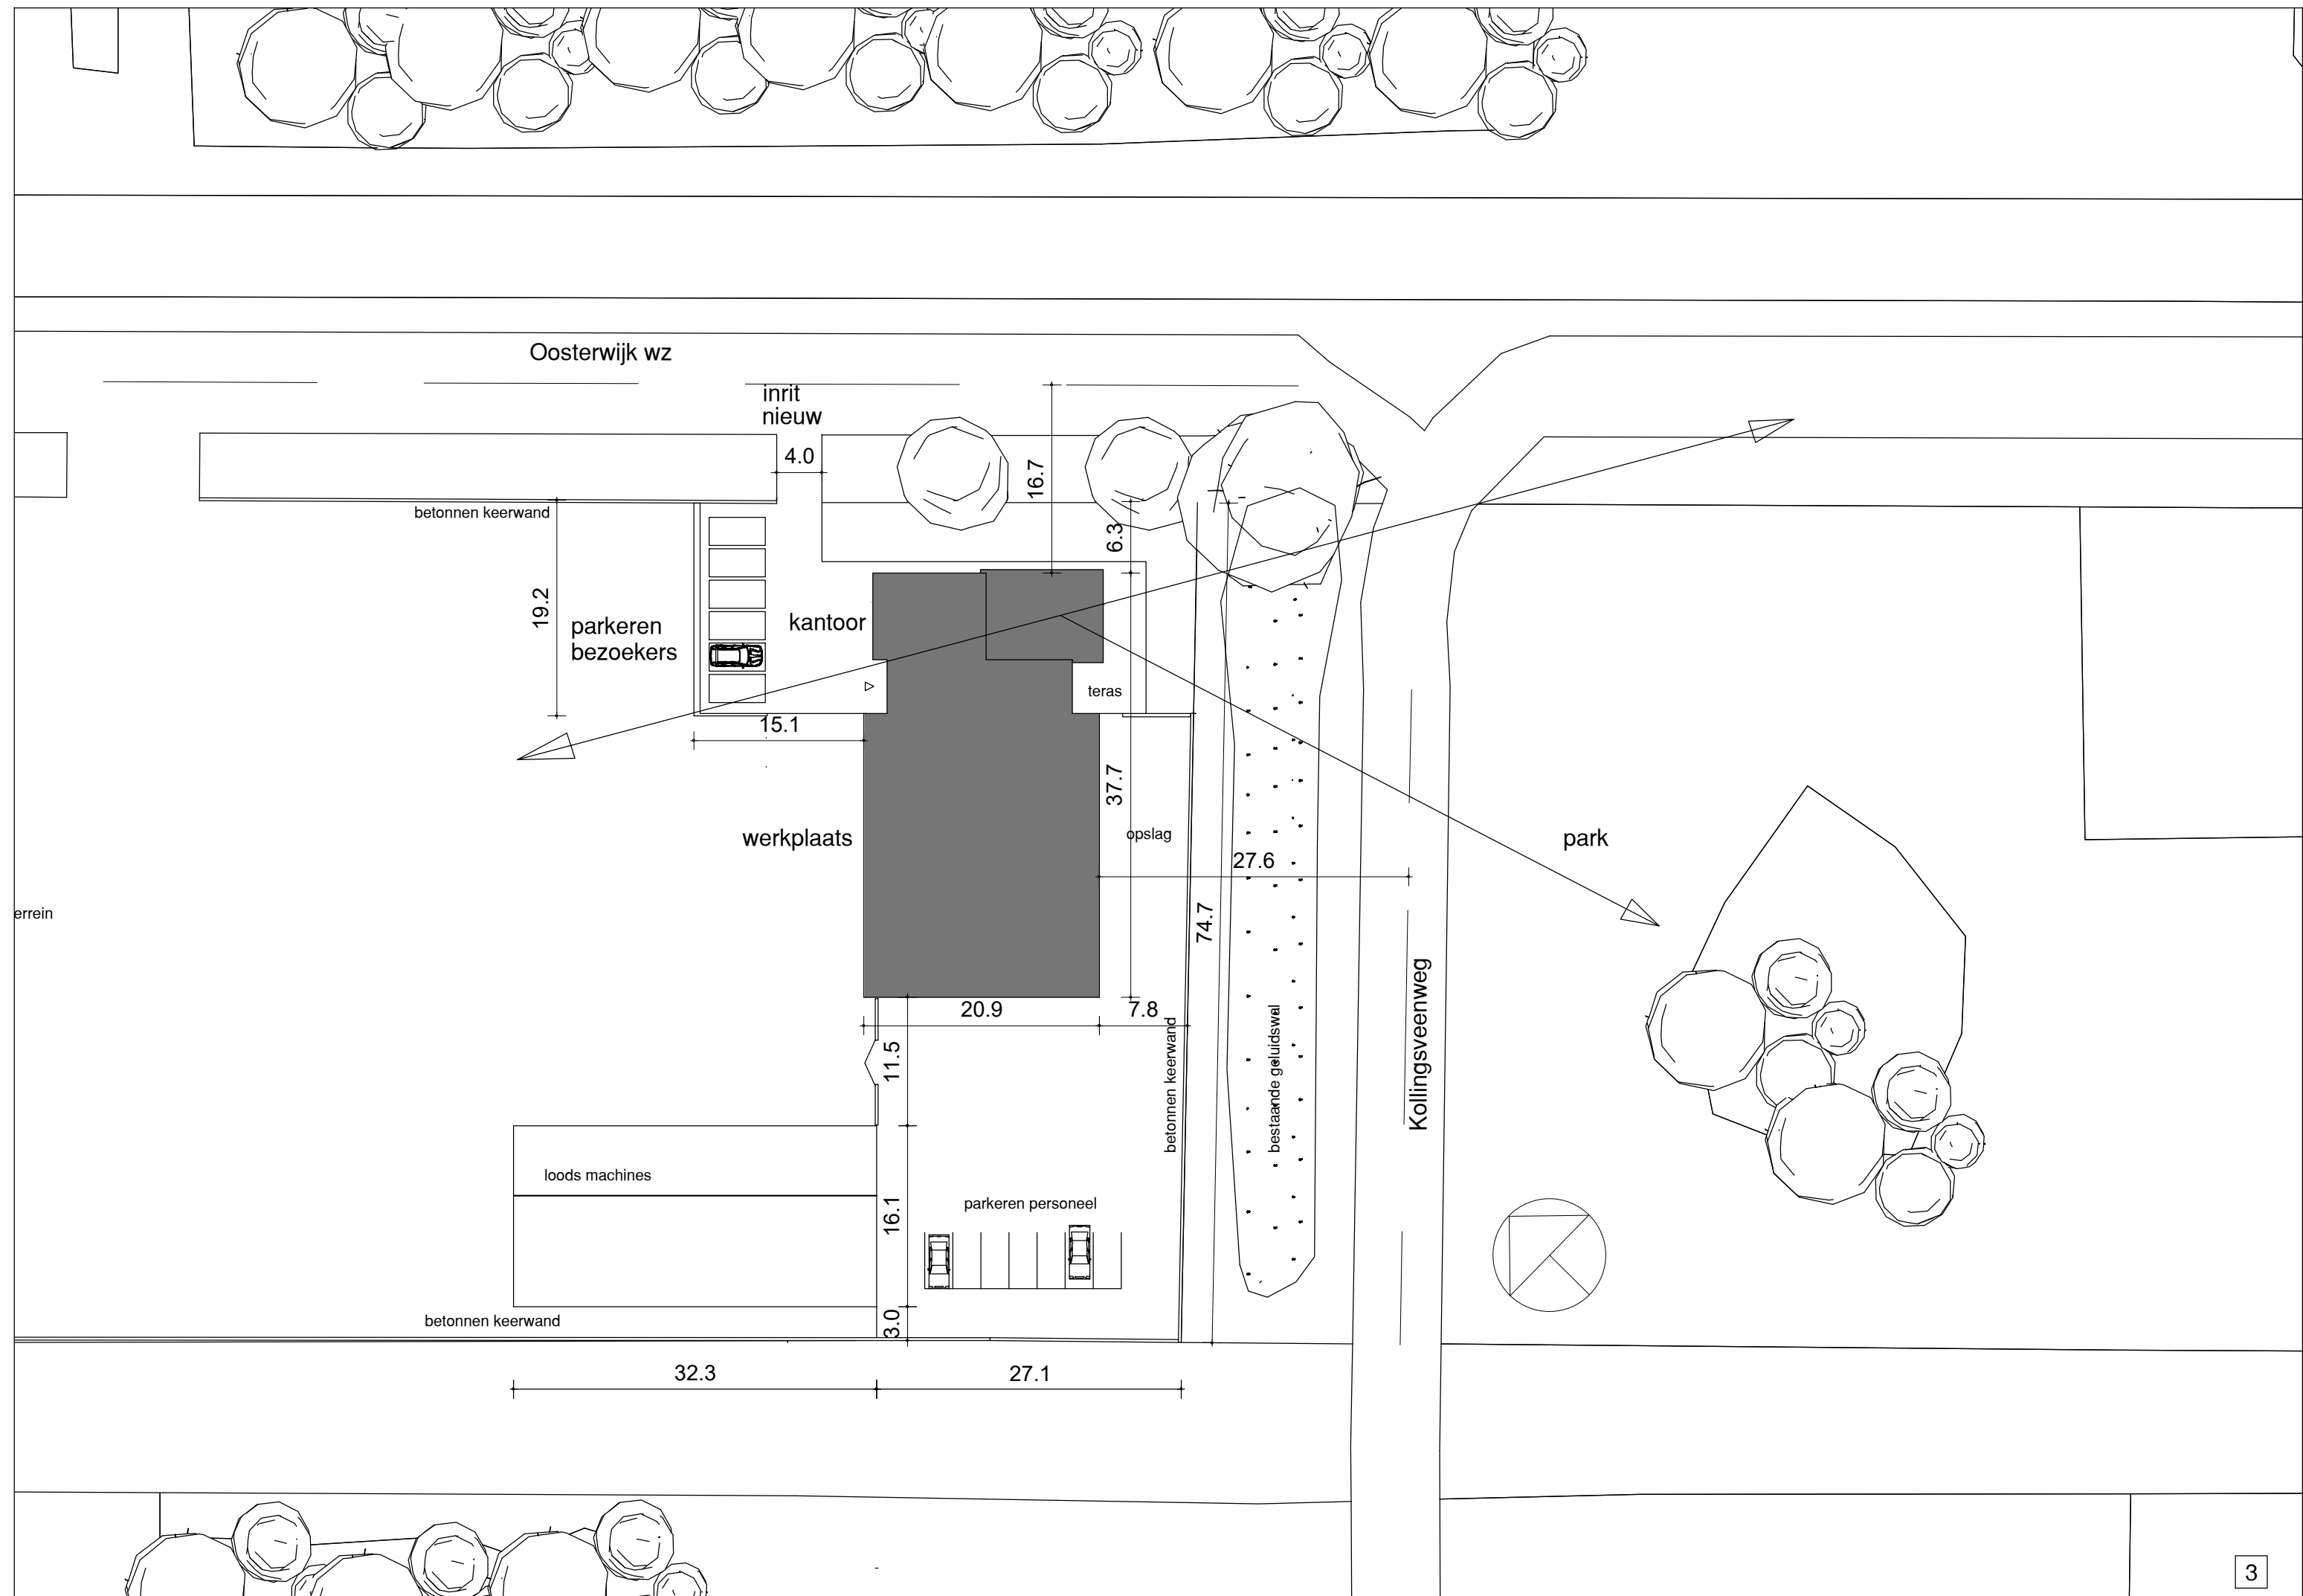 Oosterwijk wz
inrit
nieuw
4.0
16.7
betonnen keerwand
6.3
19.2
parkeren
bezoekers
kantoor
teras
15.1
37.7
werkplaats
opslag
park
27.6
errein
74.7
20.9
7.8
11.5
betonnen keerwand
bestaande geluidswal
Kollingsveenweg
loods machines
16.1
parkeren personeel
betonnen keerwand
3.0
32.3
27.1
3